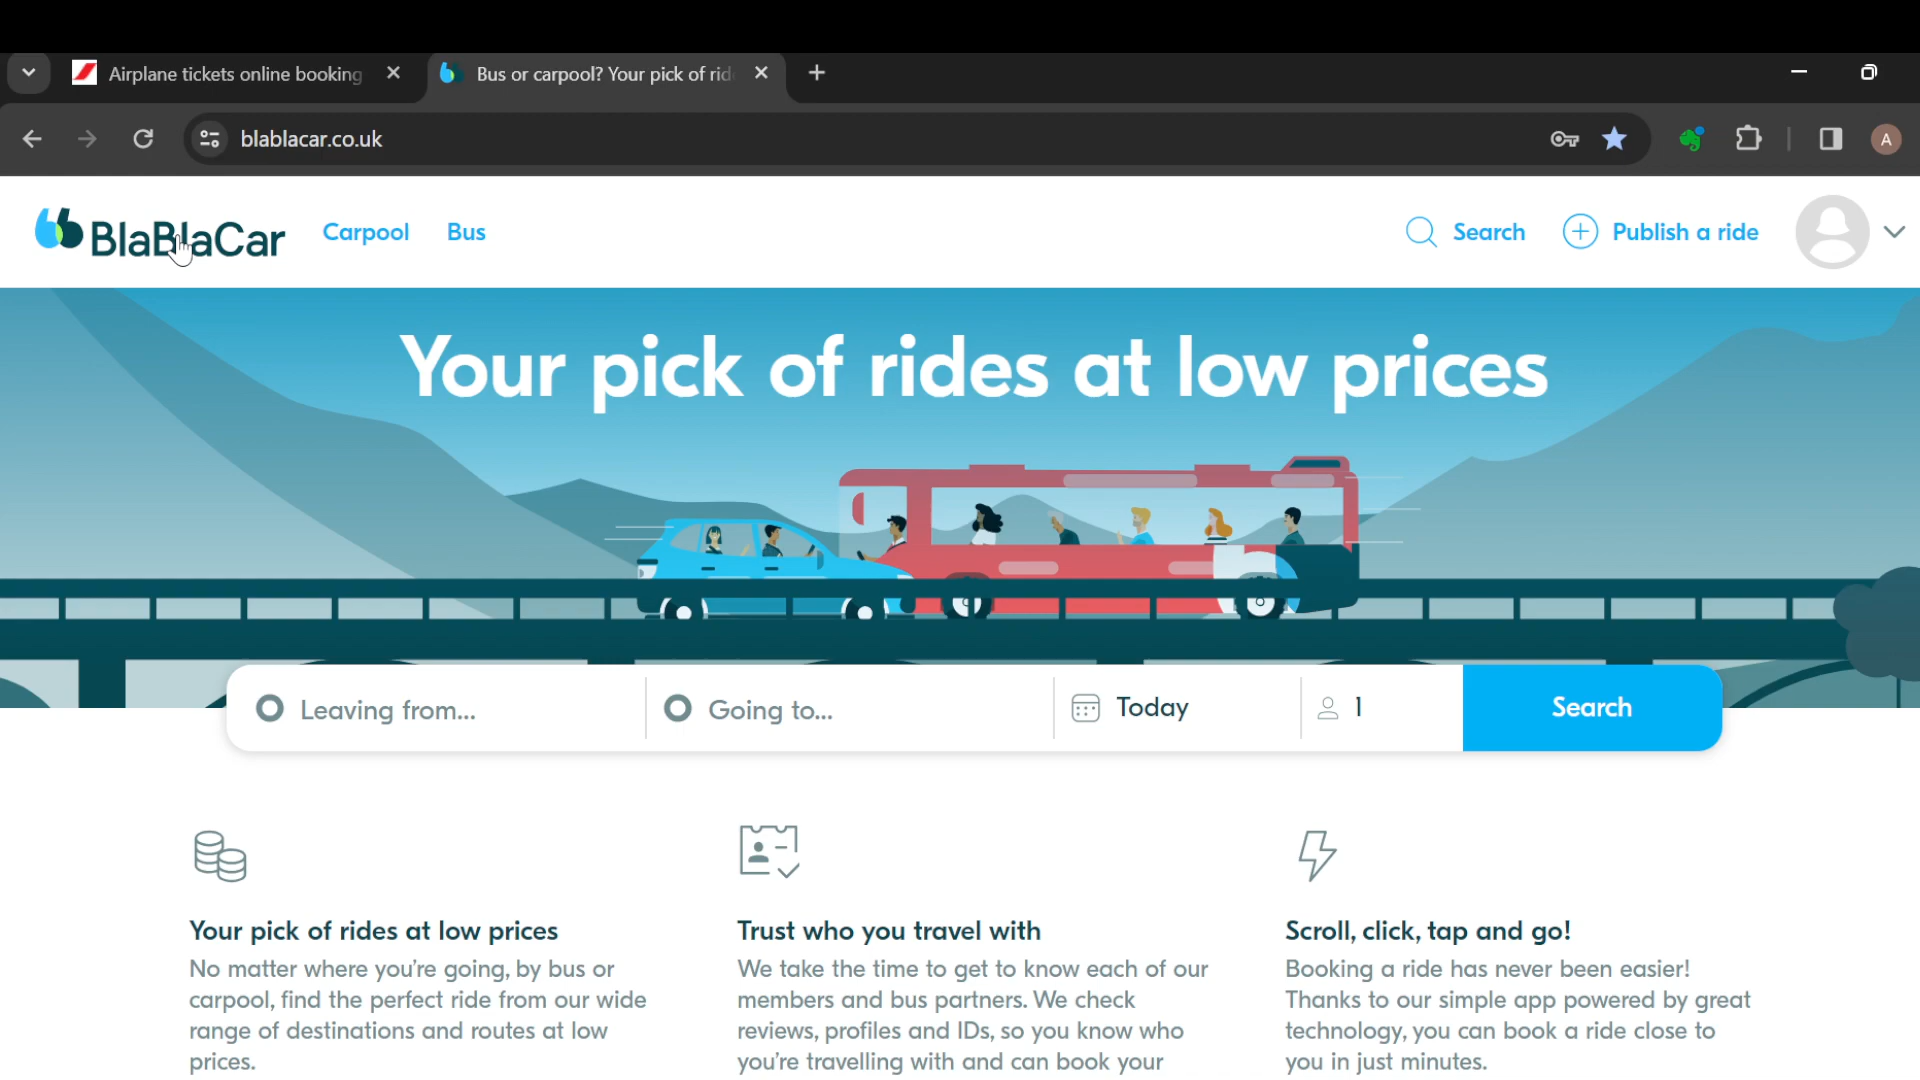 Airplane tickets online booking
Bus or carpool? Your pick of rid
blablacar.co.uk
A
BlaBlaCar
Carpool
Bus
Search
Publish a ride
Your pick of rides at low prices
Leaving from...
Going to...
Today
1
Search
Your pick of rides at low prices
No matter where you're going, by bus or
carpool, find the perfect ride from our wide
range of destinations and routes at low
prices.
Trust who you travel with
We take the time to get to know each of our
members and bus partners. We check
reviews, profiles and IDs, so you know who
you're travelling with and can book your
Scroll, click, tap and go!
Booking a ride has never been easier!
Thanks to our simple app powered by great
technology, you can book a ride close to
you in just minutes.